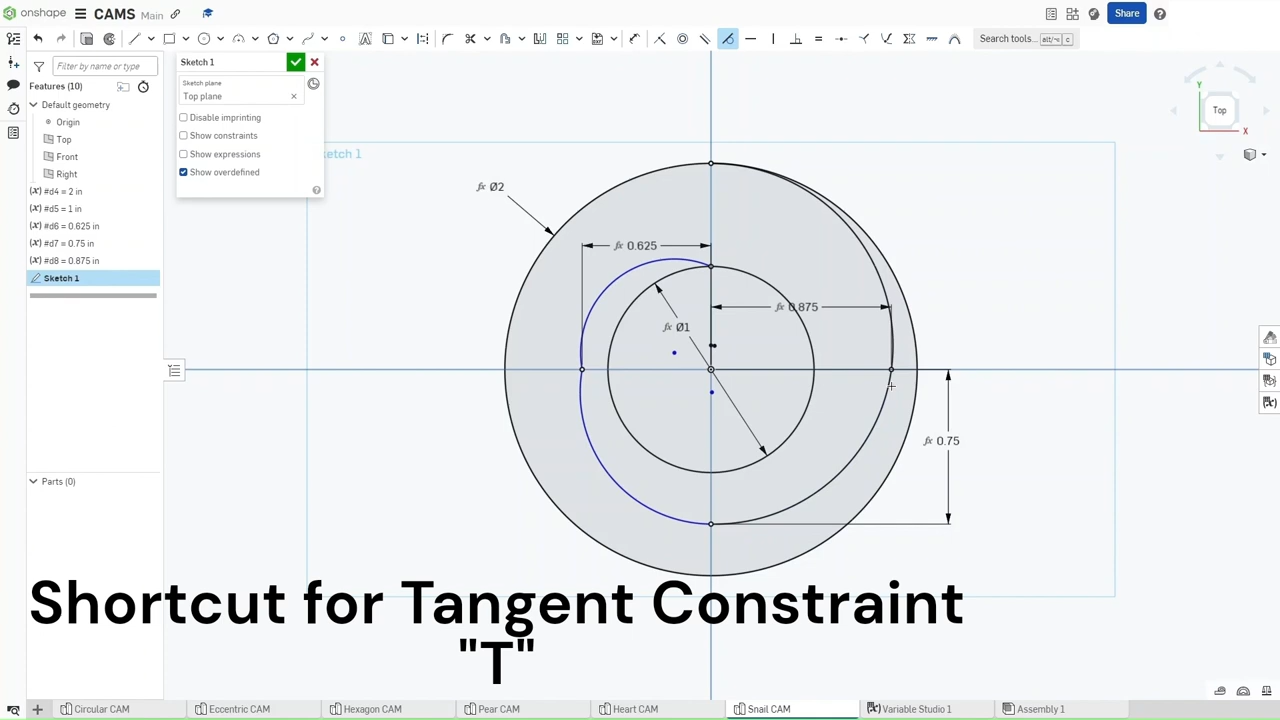 onshape
CAMS Main
Share
Search tools... alt/⌥ c
Filter by name or type
Features (10)
Default geometry
Origin
Top
Front
Right
(x) #d4 = 2 in
(x) #d5 = 1 in
(x) #d6 = 0.625 in
(x) #d7 = 0.75 in
(x) #d8 = 0.875 in
Sketch 1
Parts (0)
Sketch 1
Sketch plane
Top plane
Disable imprinting
Show constraints
Show expressions
Show overdefined
ketch 1
fx Ø2
fx 0.625
fx 0.875
fx Ø1
fx 0.75
Y
Top
X
Shortcut for Tangent Constraint
"T"
Circular CAM
Eccentric CAM
Hexagon CAM
Pear CAM
Heart CAM
Snail CAM
Variable Studio 1
Assembly 1